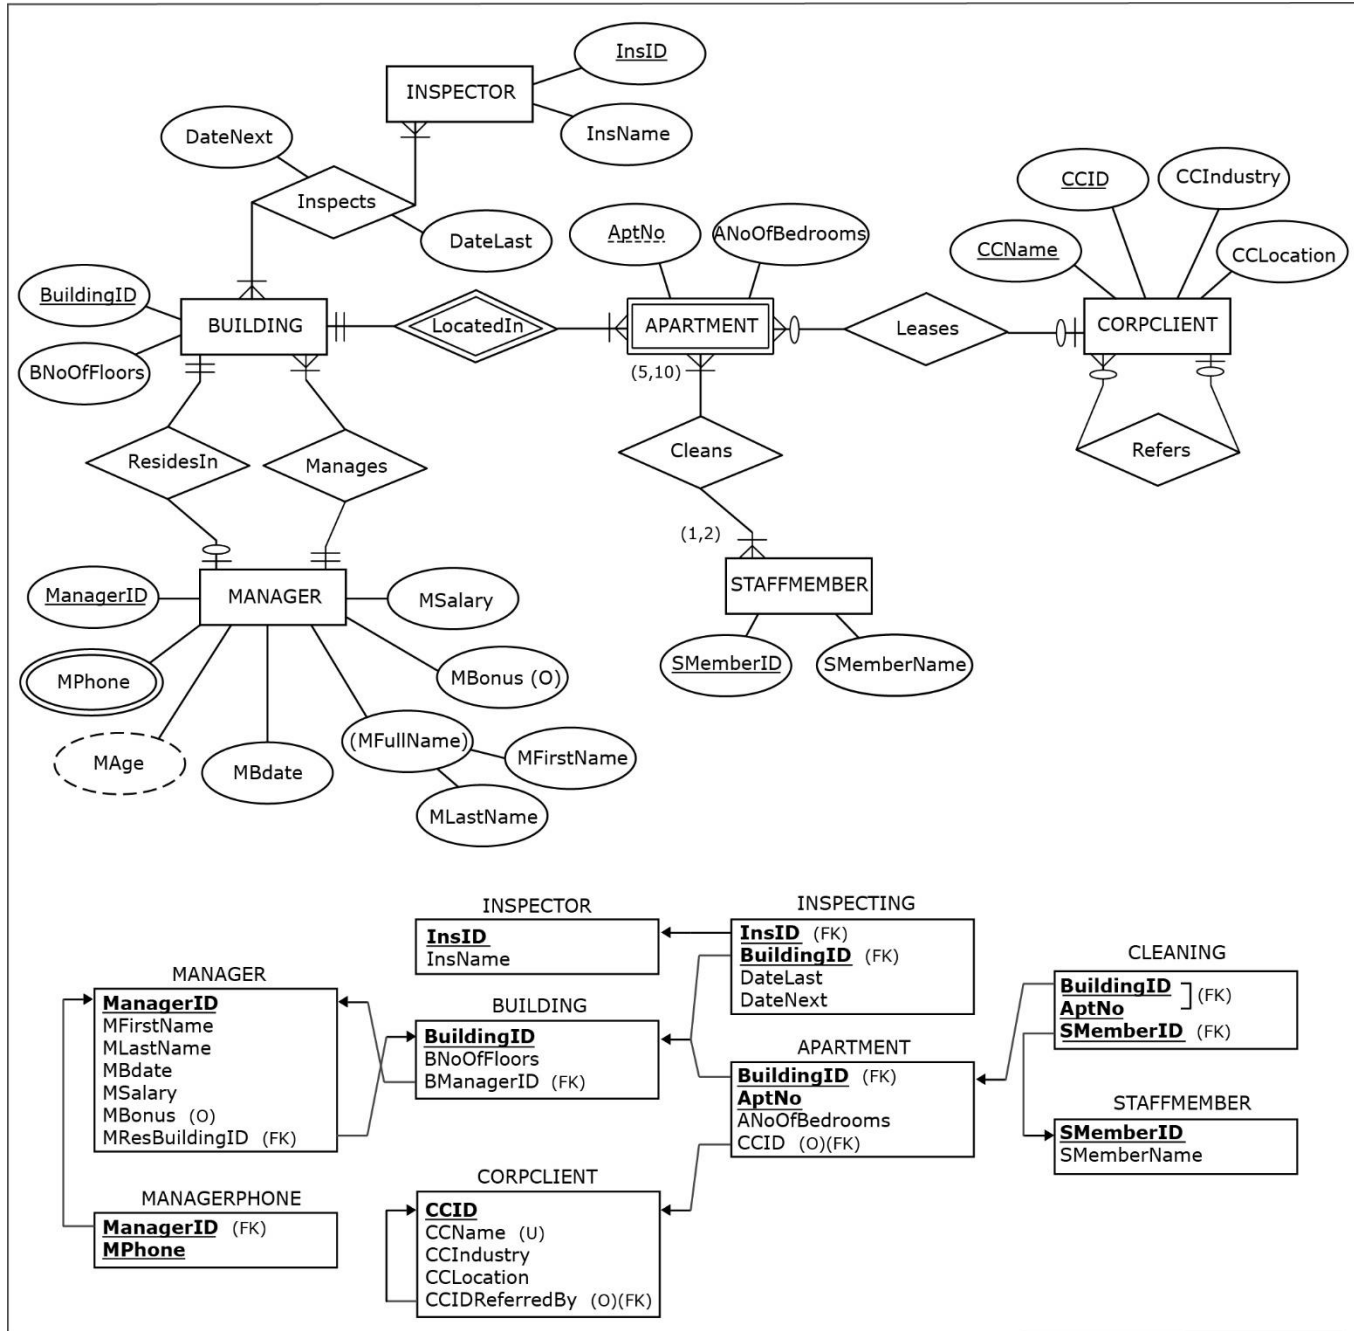 InsID
INSPECTOR
InsName
DateNext
Inspects
DateLast
CCID
CCIndustry
CCName
CCLocation
AptNo
ANoOfBedrooms
BuildingID
BUILDING
BNoOfFloors
LocatedIn
APARTMENT
Leases
CORPCLIENT
(5,10)
ResidesIn
Manages
Cleans
Refers
(1,2)
ManagerID
MANAGER
MSalary
STAFFMEMBER
MPhone
MBonus (O)
SMemberID
SMemberName
MAge
MBdate
(MFullName)
MFirstName
MLastName
INSPECTOR
InsID
InsName
INSPECTING
InsID (FK)
BuildingID (FK)
DateLast
DateNext
CLEANING
BuildingID
AptNo
(FK)
SMemberID (FK)
MANAGER
ManagerID
MFirstName
MLastName
MBdate
MSalary
MBonus (O)
MResBuildingID (FK)
BUILDING
BuildingID
BNoOfFloors
BManagerID (FK)
APARTMENT
BuildingID (FK)
AptNo
ANoOfBedrooms
CCID (O)(FK)
STAFFMEMBER
SMemberID
SMemberName
MANAGERPHONE
ManagerID (FK)
MPhone
CORPCLIENT
CCID
CCName (U)
CCIndustry
CCLocation
CCIDReferredBy (O)(FK)